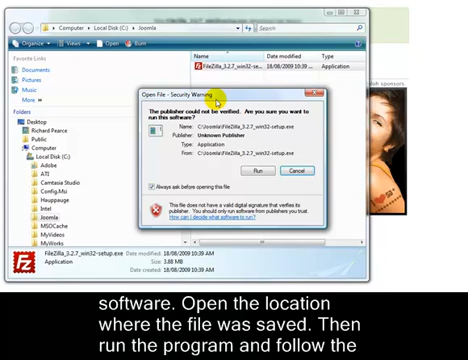 Computer ▸ Local Disk (C:) ▸ Joomla
Search
Organize Views Open Burn
Favorite Links
Documents
Pictures
Music
More »
Folders
Desktop
Richard Pearce
Public
Computer
Local Disk (C:)
Adobe
ATI
Camtasia Studio
Config.Msi
Hauppauge
Intel
Joomla
MSOCache
MyVideos
MyWorks
Name Date modified Type
FileZilla_3.2.7_win32-se... 18/08/2009 10:39 AM Application
Open File - Security Warning
The publisher could not be verified. Are you sure you want to
run this software?
Name: C:\Joomla\FileZilla_3.2.7_win32-setup.exe
Publisher: Unknown Publisher
Type: Application
From: C:\Joomla\FileZilla_3.2.7_win32-setup.exe
Run Cancel
Always ask before opening this file
This file does not have a valid digital signature that verifies its
publisher. You should only run software from publishers you trust.
How can I decide what software to run?
FileZilla_3.2.7_win32-setup.exe Date modified: 18/08/2009 10:39 AM
Application Size: 3.88 MB
Date created: 18/08/2009 10:39 AM
sponsors
software. Open the location
where the file was saved. Then
run the program and follow the